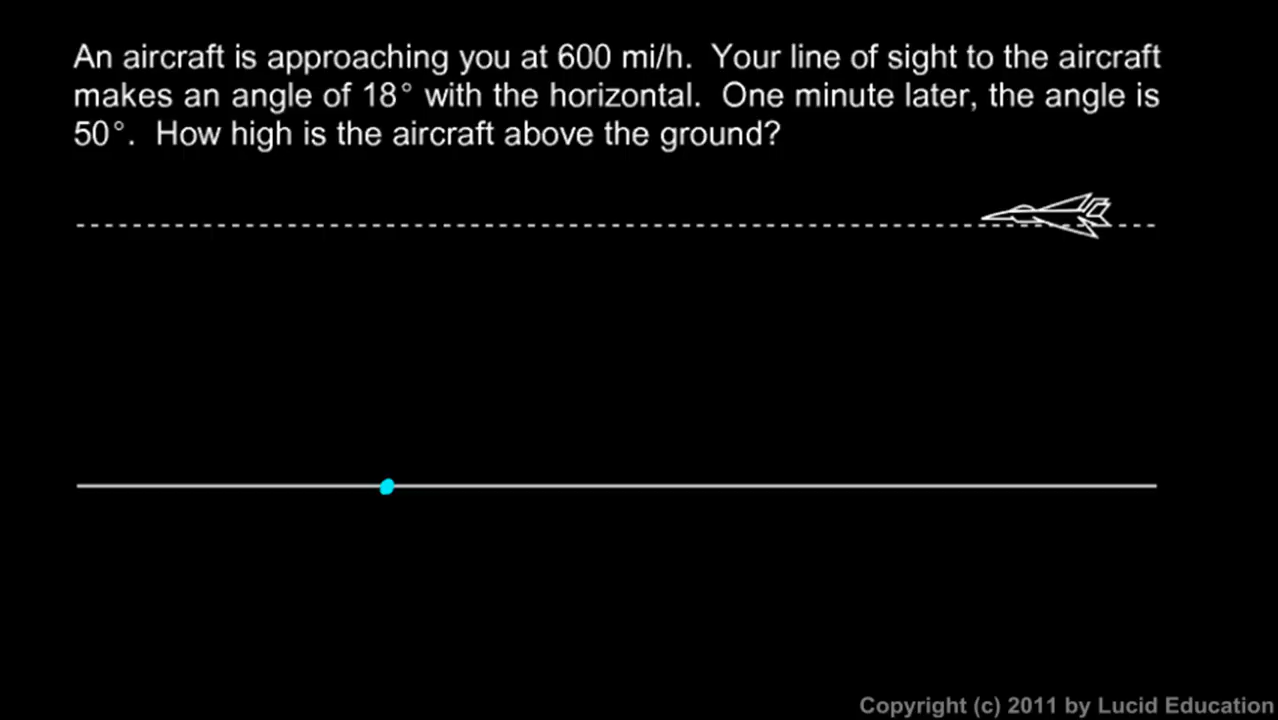 An aircraft is approaching you at 600 mi/h.  Your line of sight to the aircraft
makes an angle of 18° with the horizontal.  One minute later, the angle is
50°.  How high is the aircraft above the ground?
Copyright (c) 2011 by Lucid Education